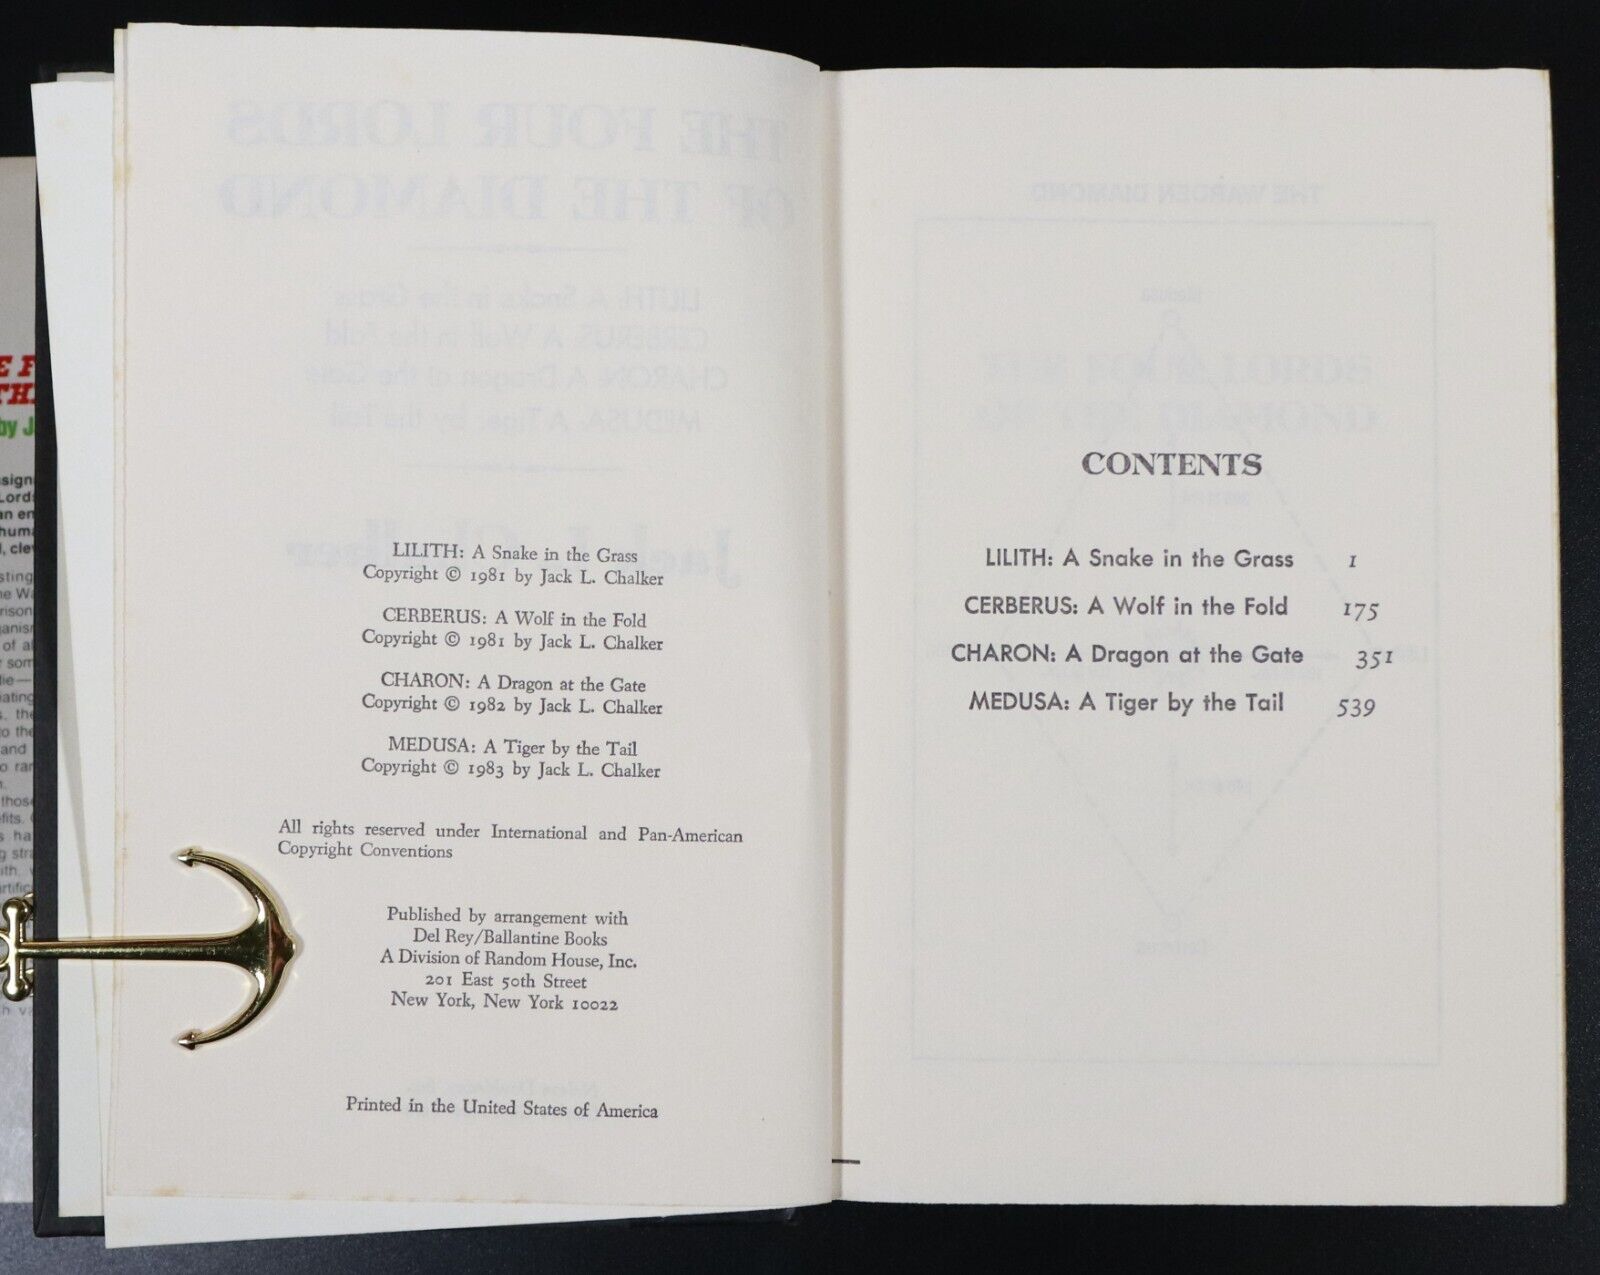 LILITH: A Snake in the Grass
Copyright © 1981 by Jack L. Chalker
CERBERUS: A Wolf in the Fold
Copyright © 1981 by Jack L. Chalker
CHARON: A Dragon at the Gate
Copyright © 1982 by Jack L. Chalker
MEDUSA: A Tiger by the Tail
Copyright © 1983 by Jack L. Chalker
All rights reserved under International and Pan-American
Copyright Conventions
Published by arrangement with
Del Rey/Ballantine Books
A Division of Random House, Inc.
201 East 50th Street
New York, New York 10022
Printed in the United States of America
CONTENTS
LILITH: A Snake in the Grass 1
CERBERUS: A Wolf in the Fold 175
CHARON: A Dragon at the Gate 351
MEDUSA: A Tiger by the Tail 539